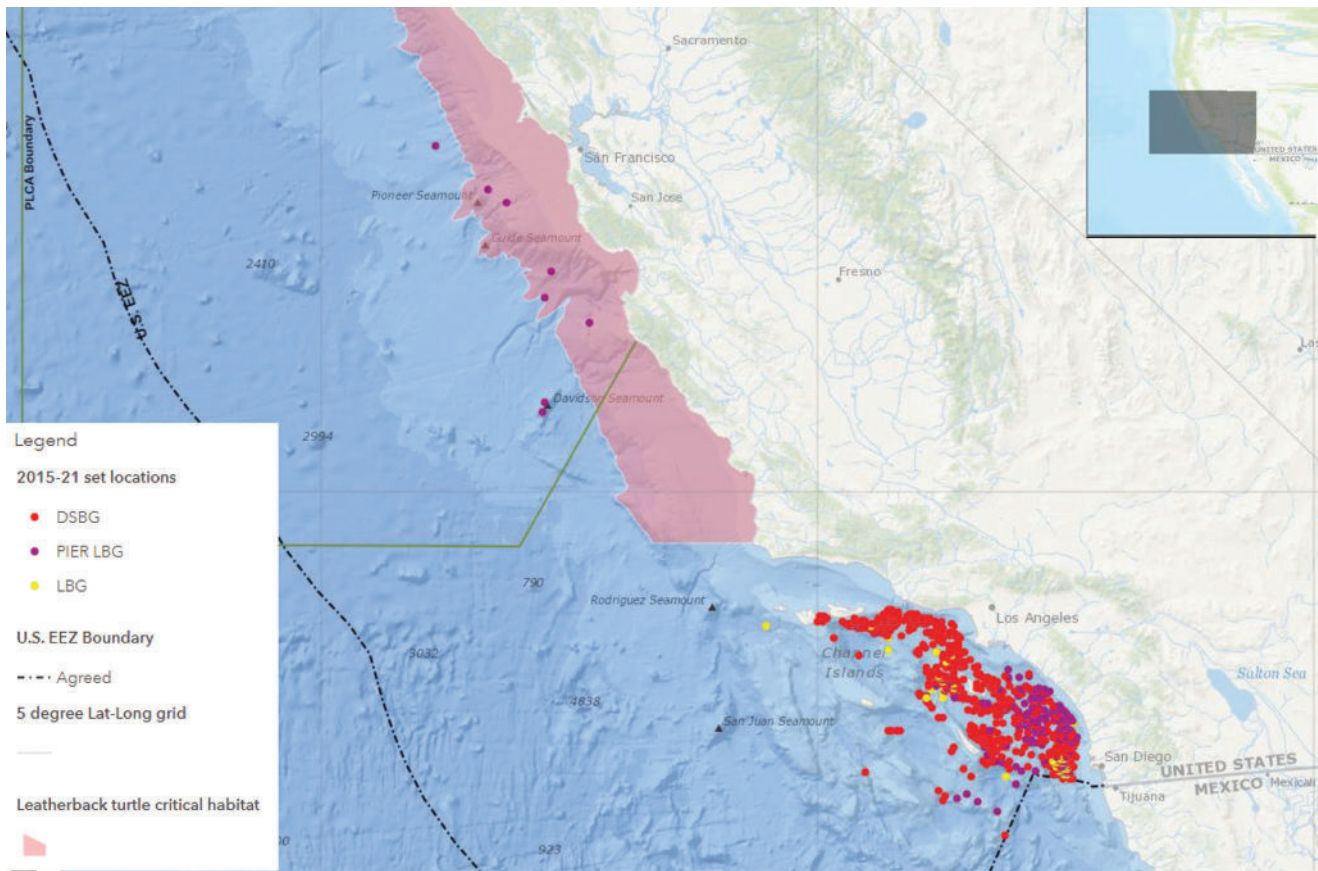 Sacramento
PLCA Boundary
San Francisco
UNITED STATES
MEXICO
Pioneer Seamount
San Jose
Guide Seamount
2410
Fresno
U.S. EEZ
Las
Davidson Seamount
Legend
2994
2015-21 set locations
DSBG
PIER LBG
LBG
790
Rodriguez Seamount
Los Angeles
U.S. EEZ Boundary
3032
Channel
Islands
Salton Sea
Agreed
4838
5 degree Lat-Long grid
San Juan Seamount
San Diego
UNITED STATES
MEXICO
Mexicali
Tijuana
Leatherback turtle critical habitat
00
923